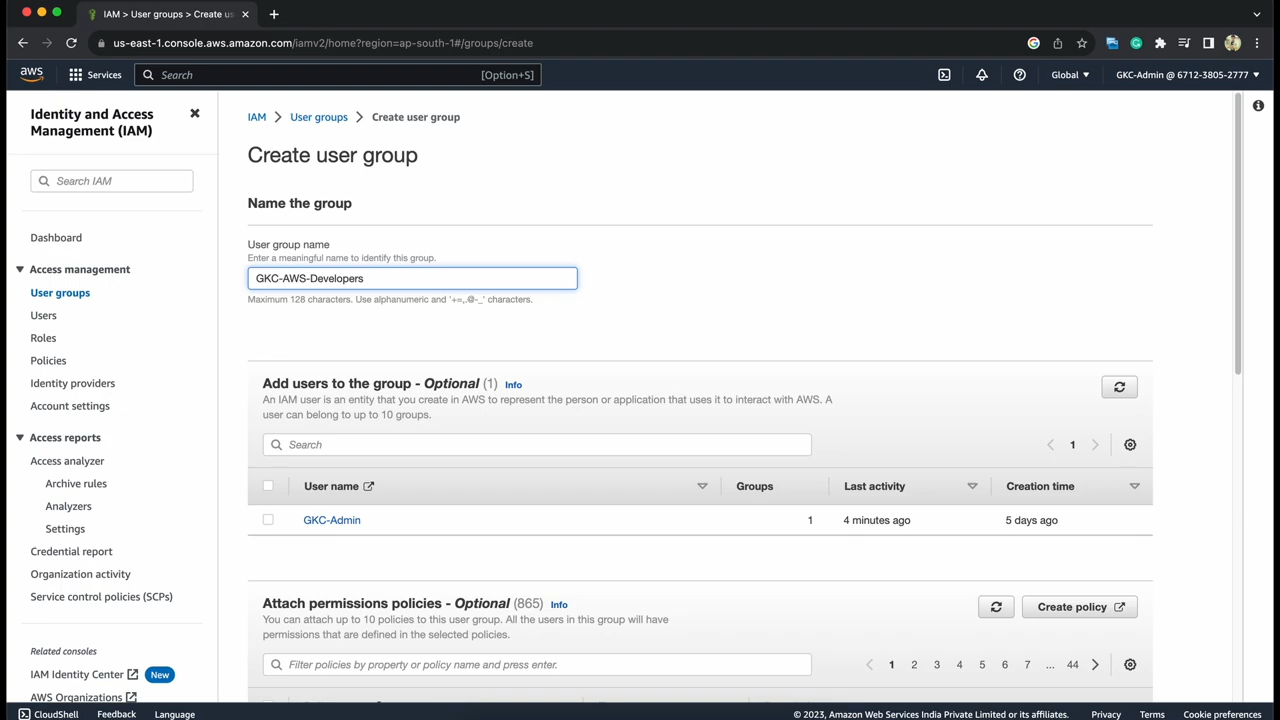 IAM > User groups > Create us
us-east-1.console.aws.amazon.com/iamv2/home?region=ap-south-1#/groups/create
aws
Services
Search
[Option+S]
Global
GKC-Admin @ 6712-3805-2777
Identity and Access
Management (IAM)
Search IAM
Dashboard
Access management
User groups
Users
Roles
Policies
Identity providers
Account settings
Access reports
Access analyzer
Archive rules
Analyzers
Settings
Credential report
Organization activity
Service control policies (SCPs)
Related consoles
IAM Identity Center
New
AWS Organizations
IAM > User groups > Create user group
Create user group
Name the group
User group name
Enter a meaningful name to identify this group.
GKC-AWS-Developers
Maximum 128 characters. Use alphanumeric and '+=,.@-_' characters.
Add users to the group - Optional (1) Info
An IAM user is an entity that you create in AWS to represent the person or application that uses it to interact with AWS. A
user can belong to up to 10 groups.
Search
1
User name
Groups
Last activity
Creation time
GKC-Admin
1
4 minutes ago
5 days ago
Attach permissions policies - Optional (865) Info
You can attach up to 10 policies to this user group. All the users in this group will have
permissions that are defined in the selected policies.
Create policy
Filter policies by property or policy name and press enter.
1 2 3 4 5 6 7 ... 44
CloudShell
Feedback
Language
© 2023, Amazon Web Services India Private Limited or its affiliates.
Privacy
Terms
Cookie preferences